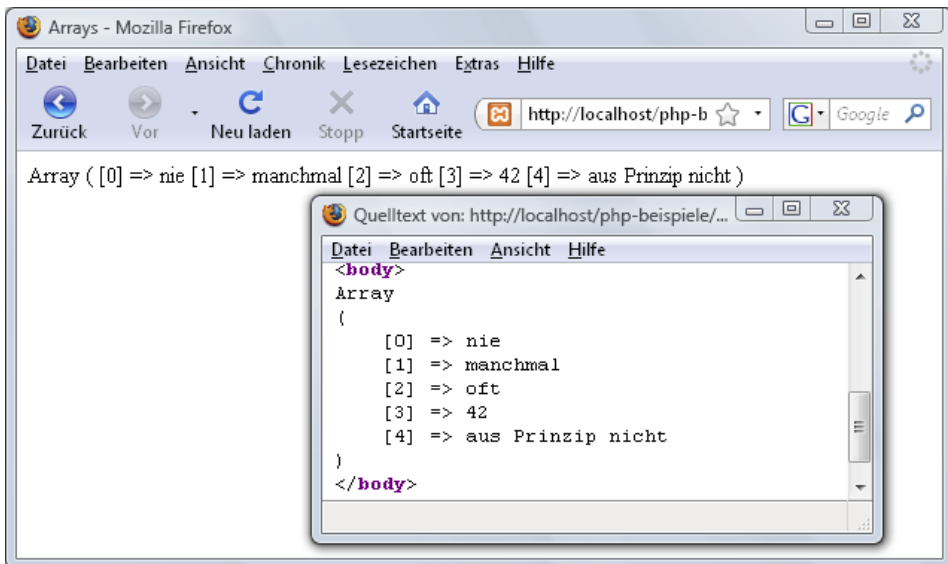 Arrays - Mozilla Firefox
Datei Bearbeiten Ansicht Chronik Lesezeichen Extras Hilfe
Zurück Vor Neu laden Stopp Startseite http://localhost/php-b G Google
Array ( [0] => nie [1] => manchmal [2] => oft [3] => 42 [4] => aus Prinzip nicht )
Quelltext von: http://localhost/php-beispiele/...
Datei Bearbeiten Ansicht Hilfe
<body>
Array
(
[0] => nie
[1] => manchmal
[2] => oft
[3] => 42
[4] => aus Prinzip nicht
)
</body>